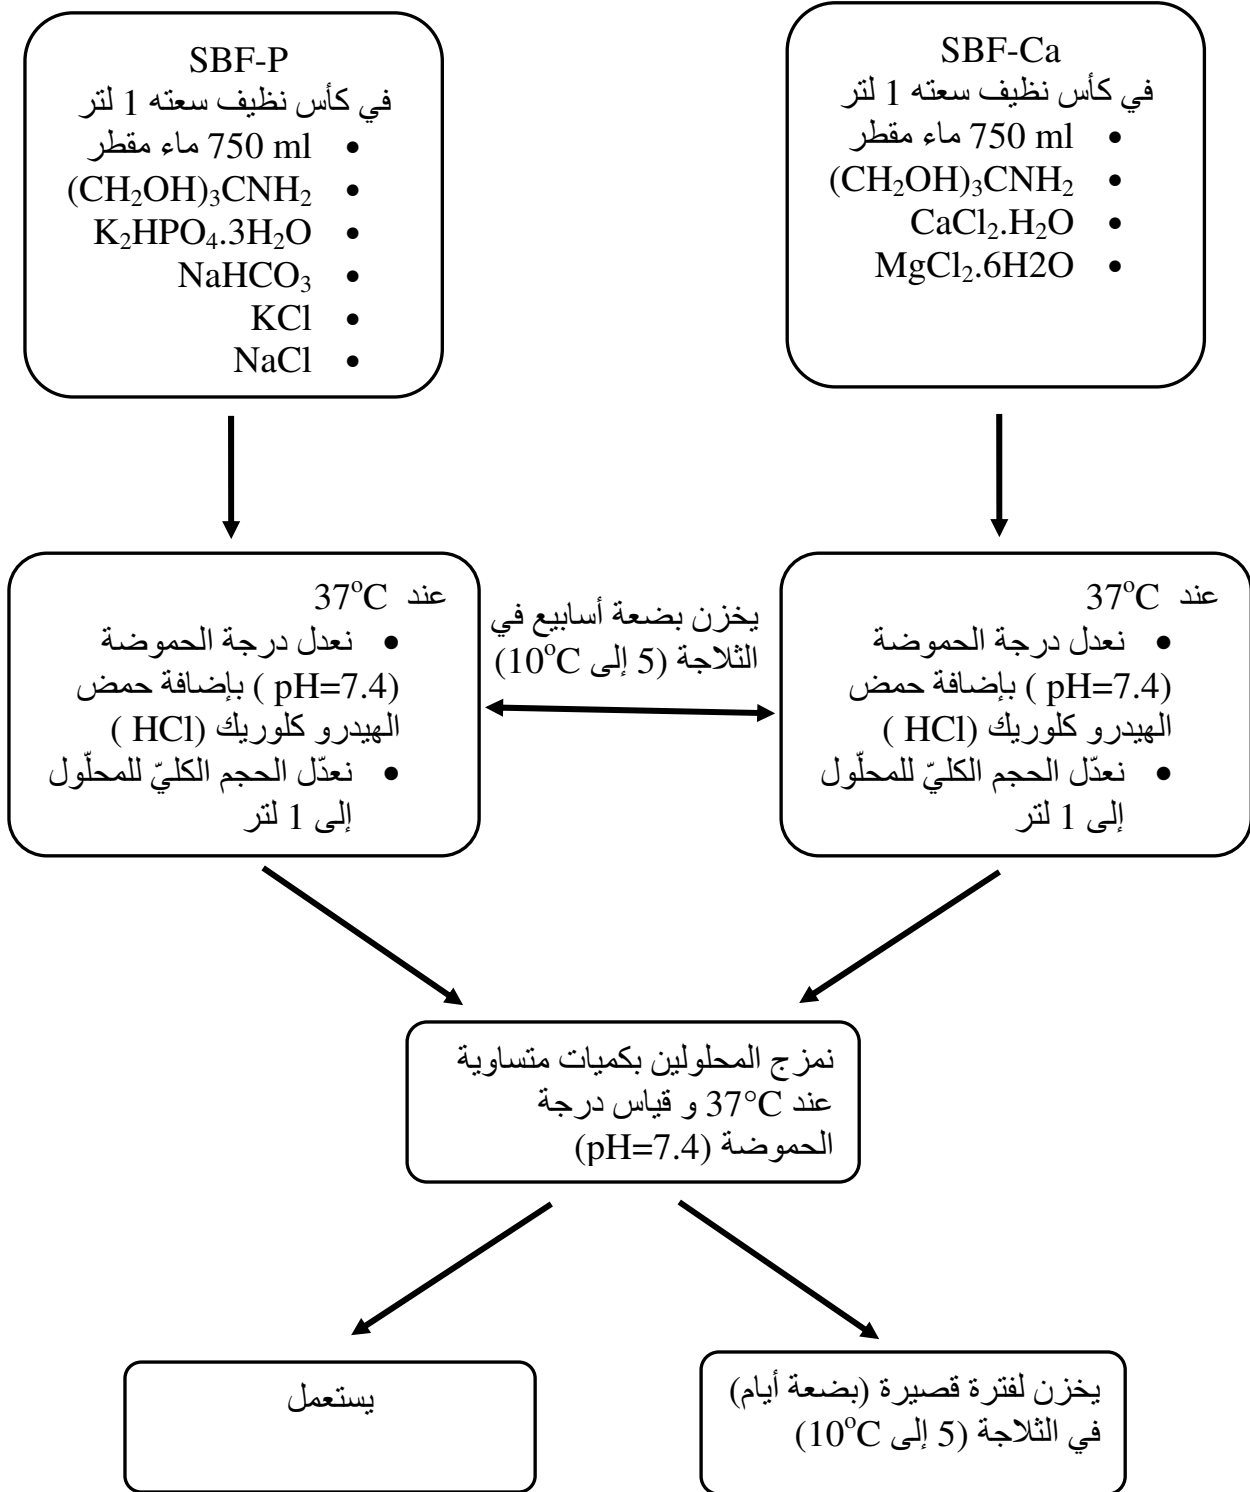 SBF-P
في كأس نظيف سعته 1 لتر
• 750 ml ماء مقطر
• (CH₂OH)₃CNH₂
• K₂HPO₄.3H₂O
• NaHCO₃
• KCl
• NaCl
SBF-Ca
في كأس نظيف سعته 1 لتر
• 750 ml ماء مقطر
• (CH₂OH)₃CNH₂
• CaCl₂.H₂O
• MgCl₂.6H2O
عند 37°C
• نعدل درجة الحموضة
(pH=7.4 ) بإضافة حمض
الهيدرو كلوريك (HCl )
• نعدّل الحجم الكليّ للمحلّول
إلى 1 لتر
يخزن بضعة أسابيع في
الثلاجة (5 إلى 10°C)
عند 37°C
• نعدل درجة الحموضة
(pH=7.4 ) بإضافة حمض
الهيدرو كلوريك (HCl )
• نعدّل الحجم الكليّ للمحلّول
إلى 1 لتر
نمزج المحلولين بكميات متساوية
عند 37°C و قياس درجة
الحموضة (pH=7.4)
يستعمل
يخزن لفترة قصيرة (بضعة أيام)
في الثلاجة (5 إلى 10°C)